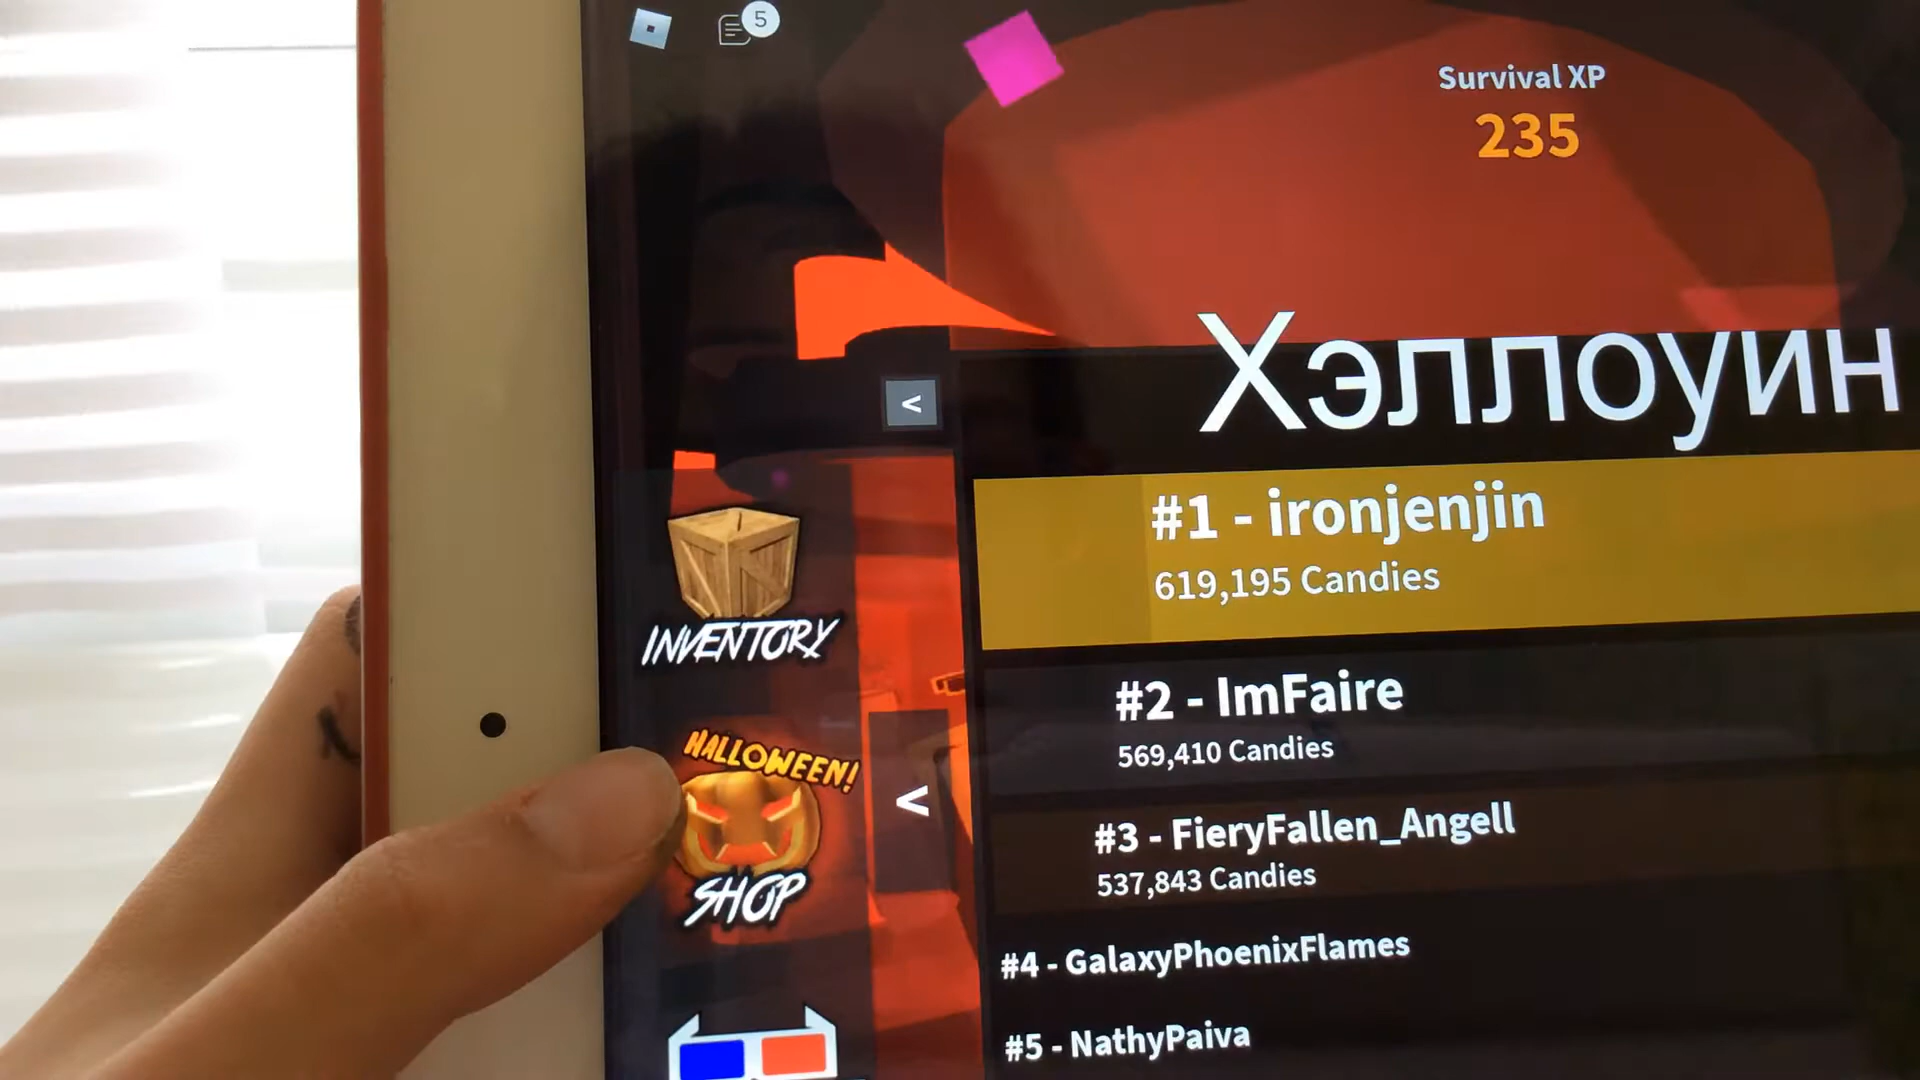 5
Survival XP
235
<
Хэллоуин
#1 - ironjenjin
619,195 Candies
INVENTORY
#2 - ImFaire
569,410 Candies
HALLOWEEN!
<
SHOP
#3 - FieryFallen_Angell
537,843 Candies
#4 - GalaxyPhoenixFlames
#5 - NathyPaiva